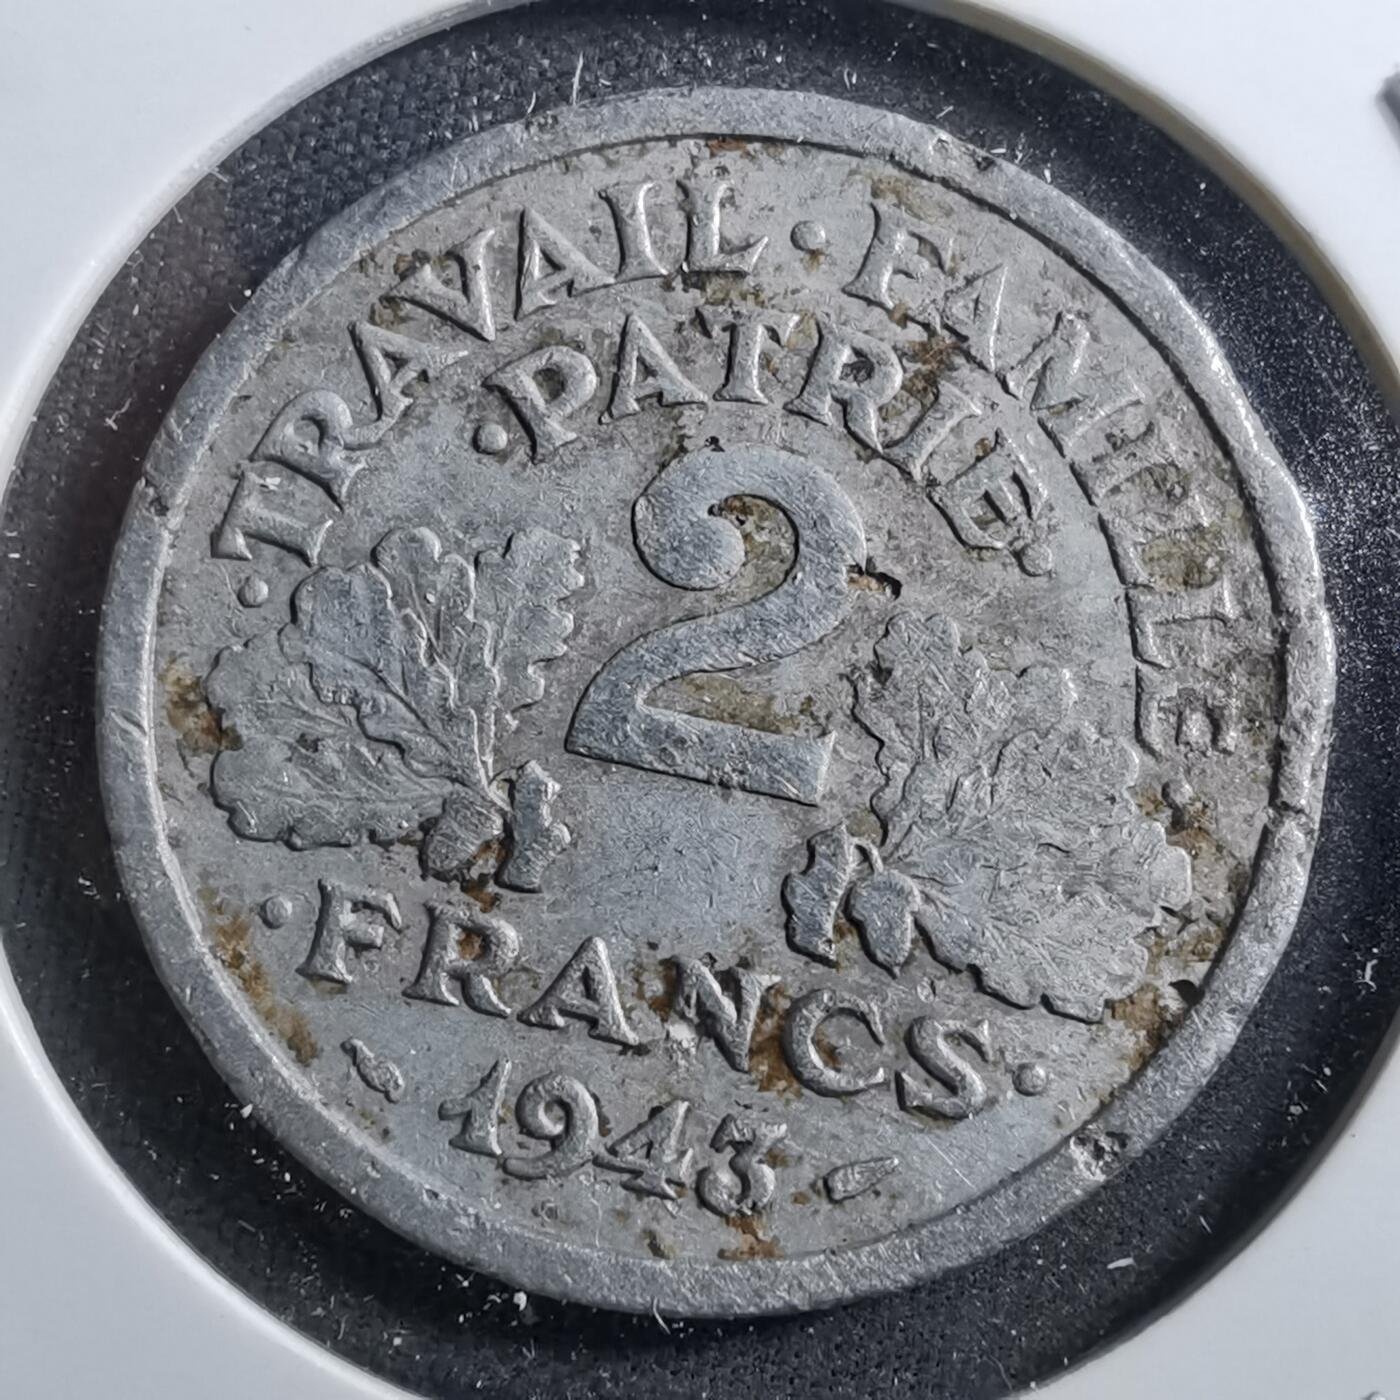 ·TRAVAIL·FAMILLE·
·PATRIE·
2
·FRANCS·
1943